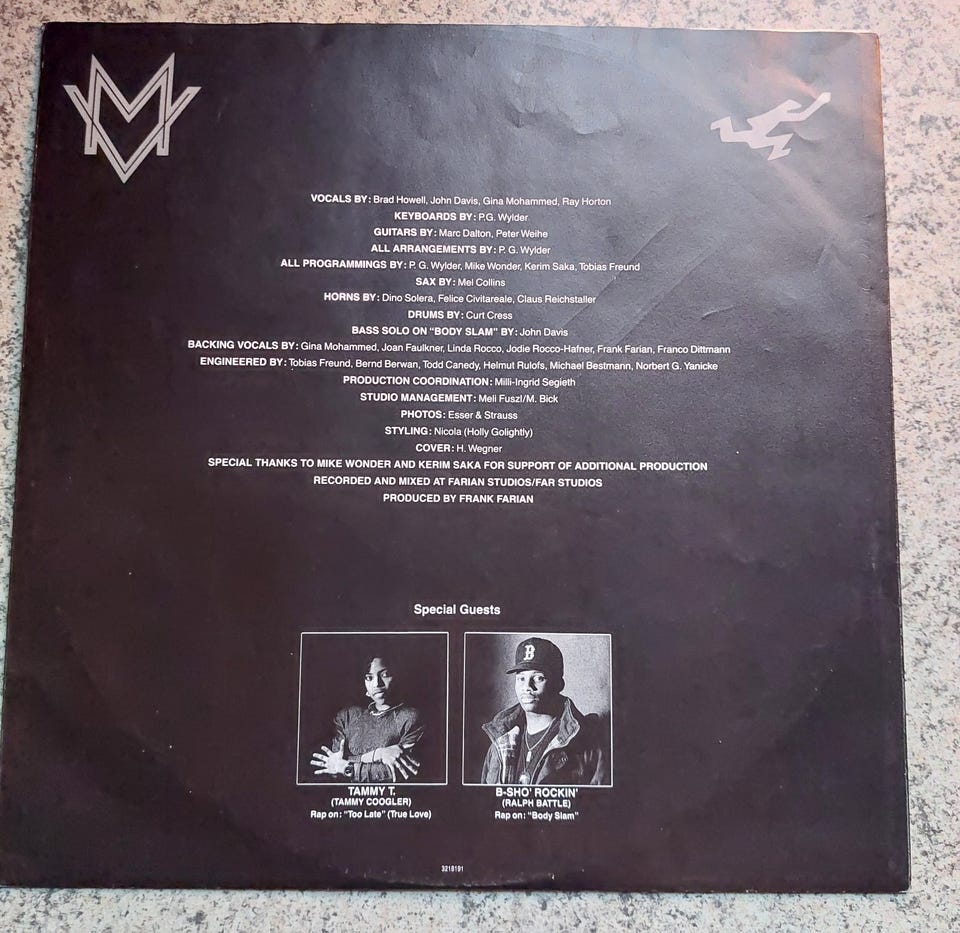 VOCALS BY: Brad Howell, John Davis, Gina Mohammed, Ray Horton
KEYBOARDS BY: P.G. Wylder
GUITARS BY: Marc Dalton, Peter Weihe
ALL ARRANGEMENTS BY: P. G. Wylder
ALL PROGRAMMINGS BY: P. G. Wylder, Mike Wonder, Kerim Saka, Tobias Freund
SAX BY: Mel Collins
HORNS BY: Dino Solera, Felice Civitareale, Claus Reichstaller
DRUMS BY: Curt Cress
BASS SOLO ON "BODY SLAM" BY: John Davis
BACKING VOCALS BY: Gina Mohammed, Joan Faulkner, Linda Rocco, Jodie Rocco-Hafner, Frank Farian, Franco Dittmann
ENGINEERED BY: Tobias Freund, Bernd Berwan, Todd Canedy, Helmut Rulofs, Michael Bestmann, Norbert G. Yanicke
PRODUCTION COORDINATION: Milli-Ingrid Segieth
STUDIO MANAGEMENT: Meli Fuszl/M. Bick
PHOTOS: Esser & Strauss
STYLING: Nicola (Holly Golightly)
COVER: H. Wegner
SPECIAL THANKS TO MIKE WONDER AND KERIM SAKA FOR SUPPORT OF ADDITIONAL PRODUCTION
RECORDED AND MIXED AT FARIAN STUDIOS/FAR STUDIOS
PRODUCED BY FRANK FARIAN
Special Guests
B
TAMMY T.
(TAMMY COOGLER)
Rap on: "Too Late" (True Love)
B-SHO' ROCKIN'
(RALPH BATTLE)
Rap on: "Body Slam"
3218191